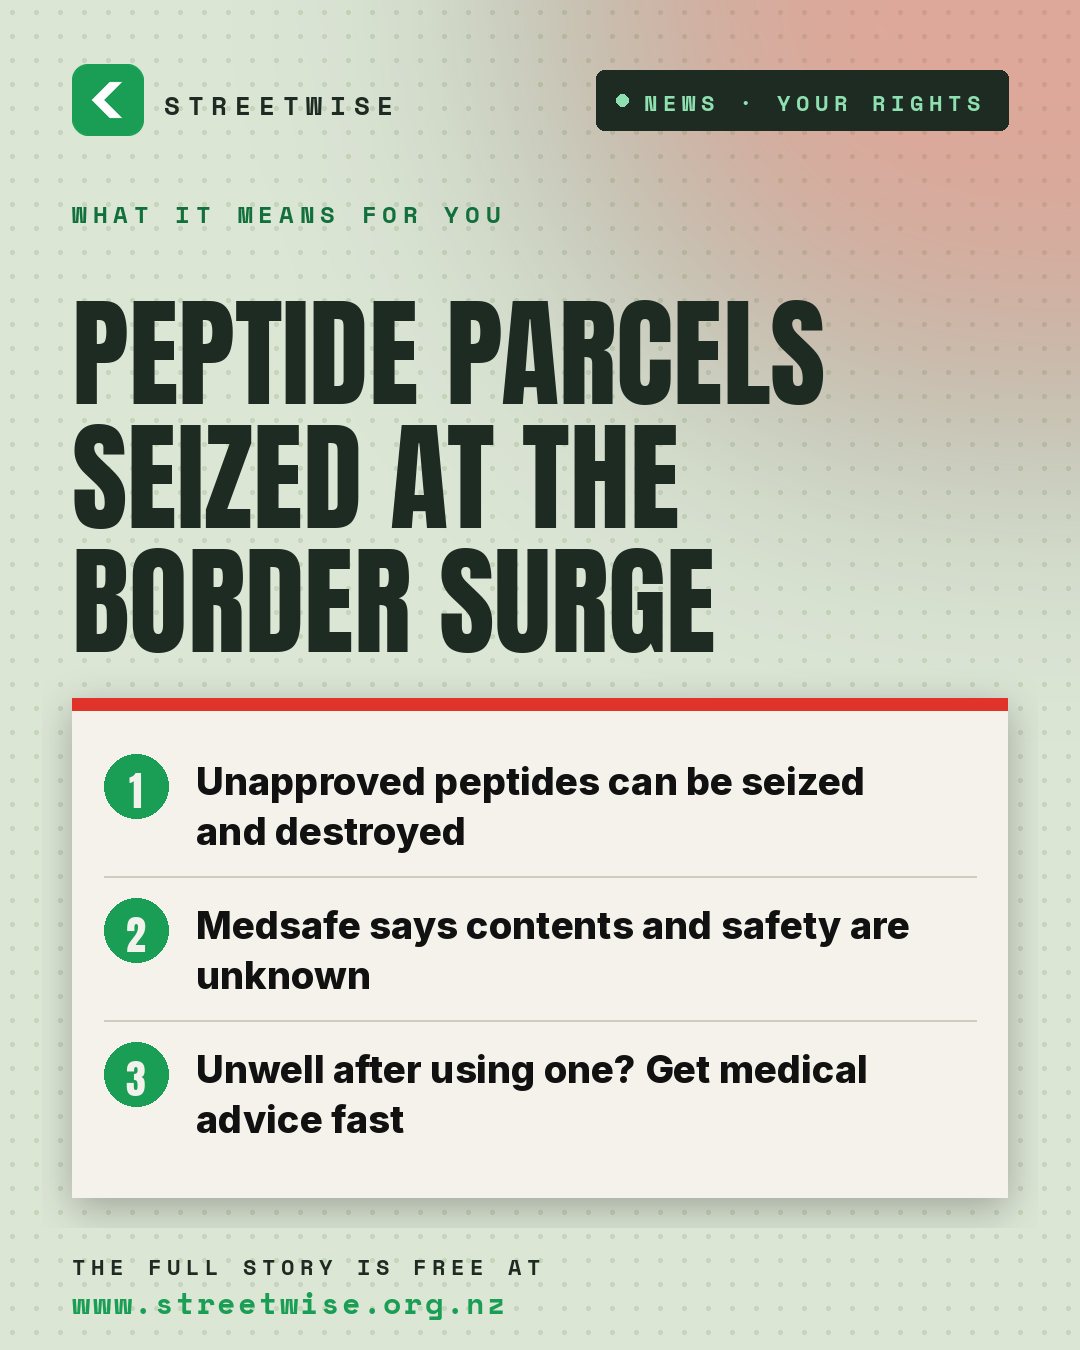 STREETWISE
NEWS · YOUR RIGHTS
WHAT IT MEANS FOR YOU
PEPTIDE PARCELS
SEIZED AT THE
BORDER SURGE
1
Unapproved peptides can be seized
and destroyed
2
Medsafe says contents and safety are
unknown
3
Unwell after using one? Get medical
advice fast
THE FULL STORY IS FREE AT
www.streetwise.org.nz